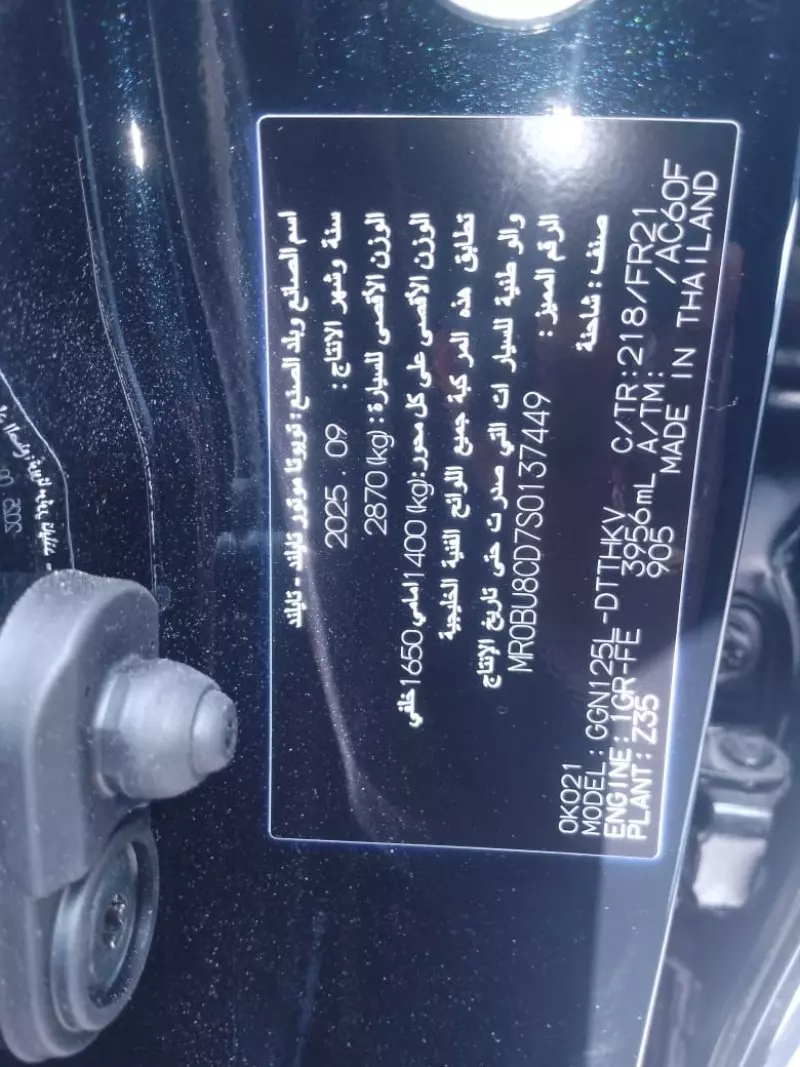 اسم الصانع وبلد الصنع : تويوتا موتور تايلند - تايلند
سنة وشهر الانتاج : 2025 . 09
الوزن الأقصى للسيارة : 2870 (kg)
الوزن الأقصى على كل محور: (kg) 1400 امامي 1650 خلفي
تطابق هذه المركبة جميع اللوائح الفنية الخليجية
والوطنية للسيارات التي صدرت حتى تاريخ الإنتاج
الرقم المميز : MR0BU8CD7S0137449
صنف : شاحنة
OK021
MODEL : GGN125L-DTTHKV C/TR:218/FR21
ENGINE : 1GR-FE 3956mL A/TM: /AC60F
PLANT: Z35 905 MADE IN THAILAND